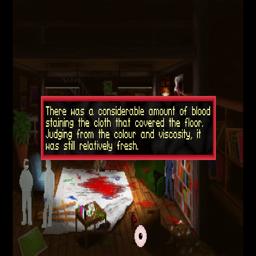 There was a considerable amount of blood
staining the cloth that covered the floor.
Judging from the colour and viscosity, it
was still relatively fresh.